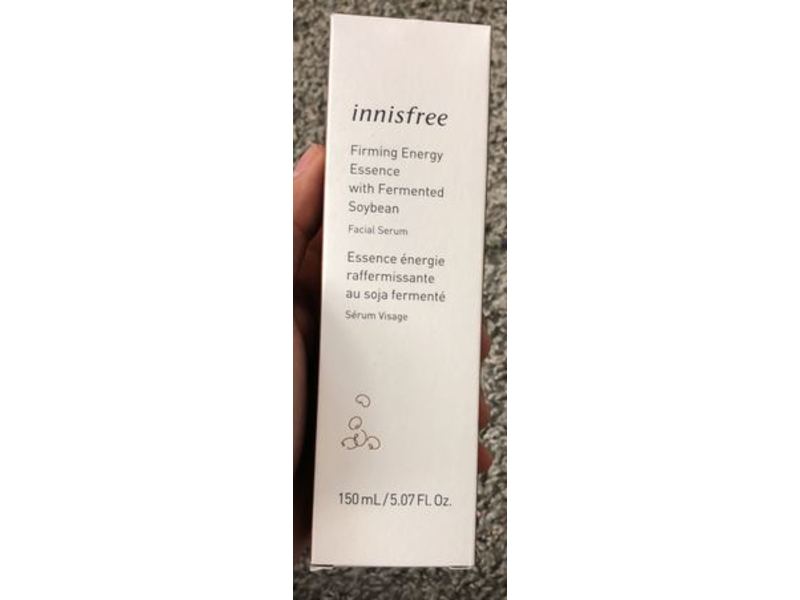 innisfree
Firming Energy
Essence
with Fermented
Soybean
Facial Serum
Essence énergie
raffermissante
au soja fermenté
Sérum Visage
150 mL / 5.07 FL. Oz.